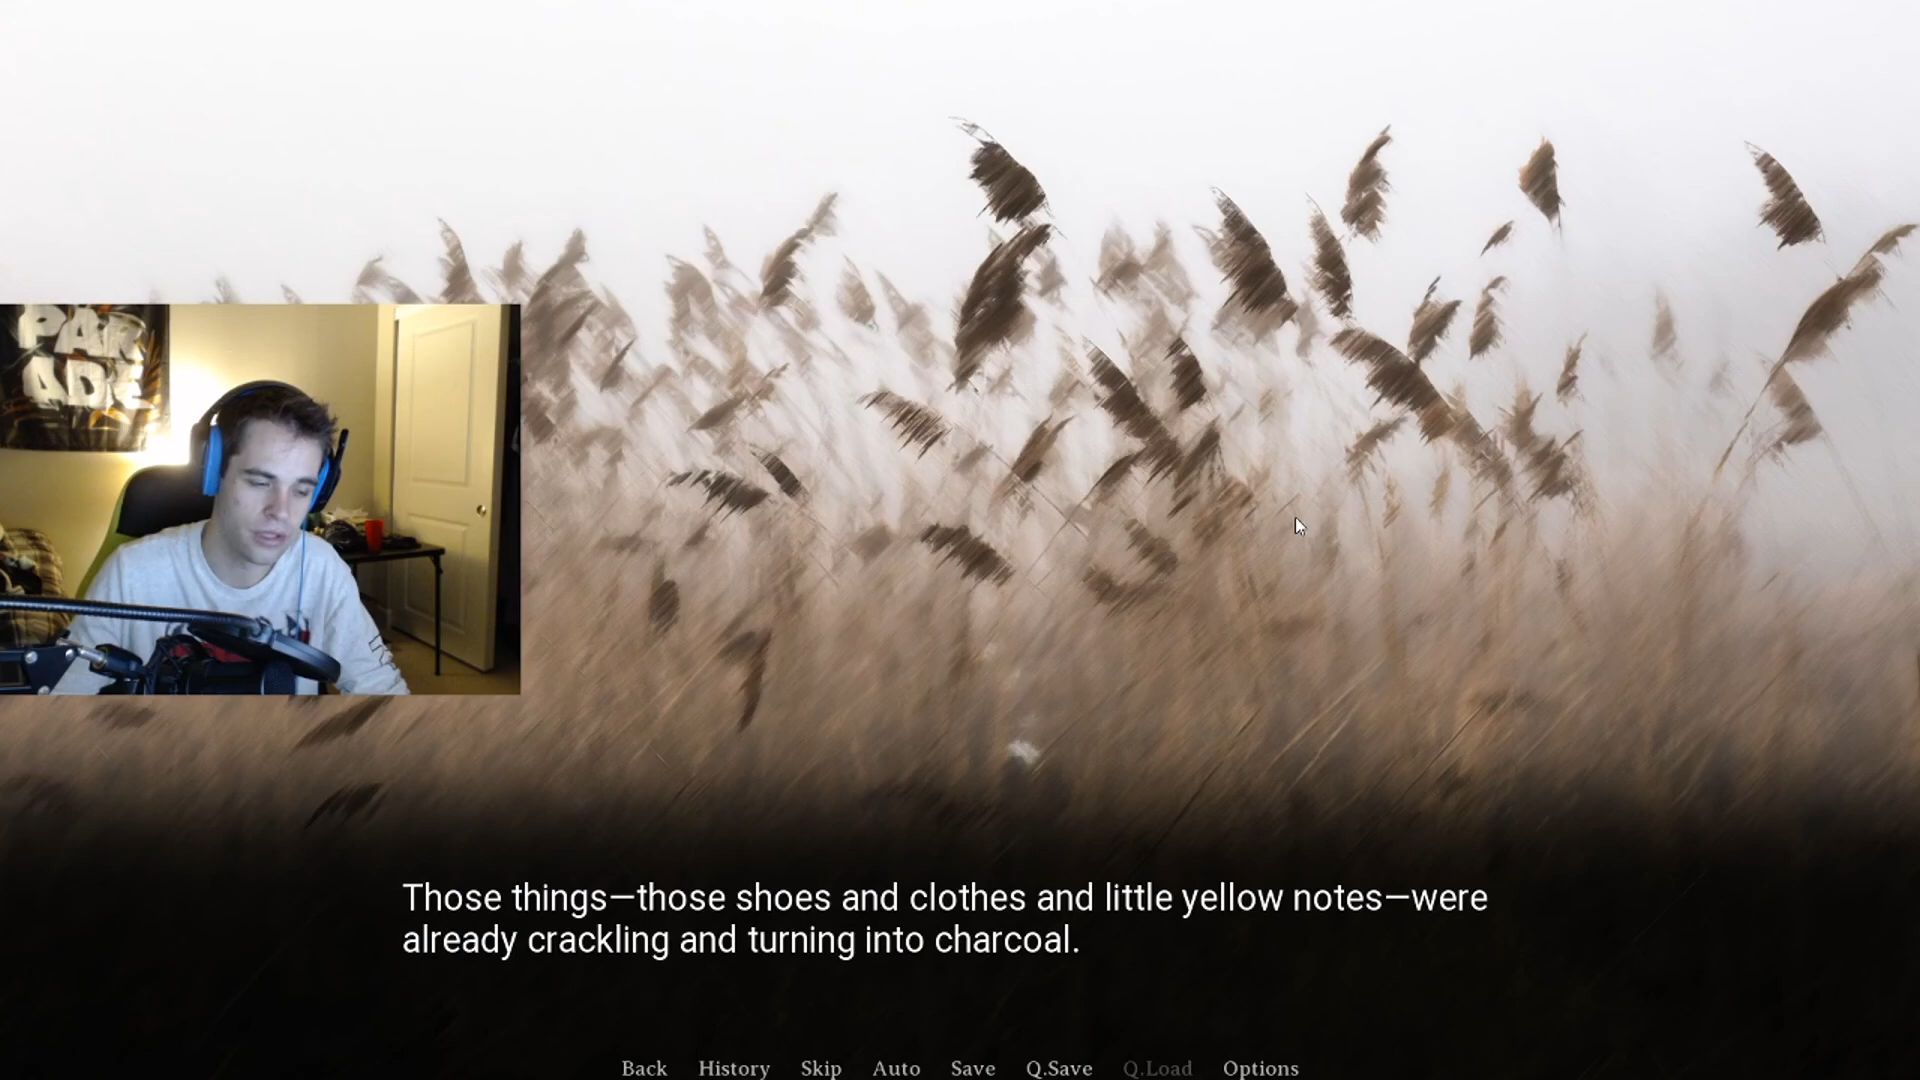 PAR
ADE
Those things—those shoes and clothes and little yellow notes—were
already crackling and turning into charcoal.
Back History Skip Auto Save Q.Save Q.Load Options